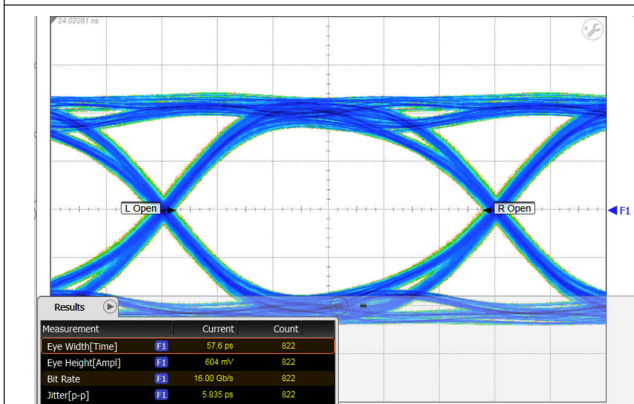 24.02081 ns
L Open
R Open
F1
Results
Measurement Current Count
Eye Width[Time] F1 57.6 ps 822
Eye Height[Ampl] F1 604 mV 822
Bit Rate F1 16.00 Gb/s 822
Jitter[p-p] F1 5.835 ps 822